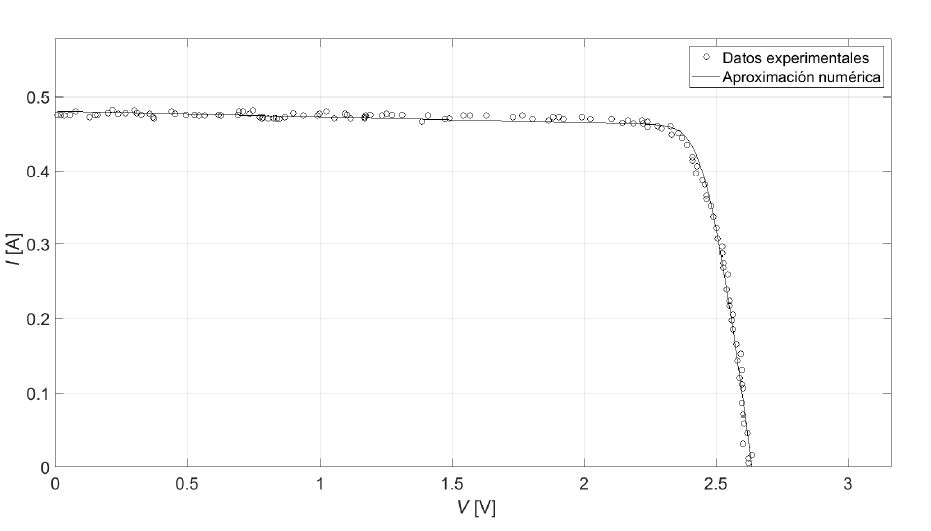 Datos experimentales
Aproximación numérica
0.5
0.4
0.3
0.2
0.1
0
I [A]
0 0.5 1 1.5 2 2.5 3
V [V]